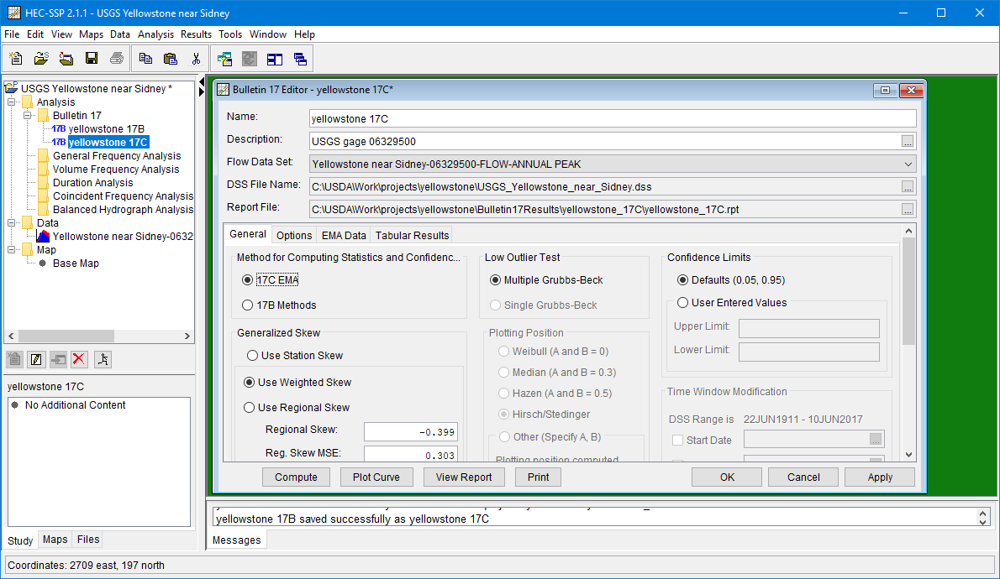 HEC-SSP 2.1.1 - USGS Yellowstone near Sidney
File Edit View Maps Data Analysis Results Tools Window Help
USGS Yellowstone near Sidney *
Analysis
Bulletin 17
17B yellowstone 17B
17B yellowstone 17C
General Frequency Analysis
Volume Frequency Analysis
Duration Analysis
Coincident Frequency Analysis
Balanced Hydrograph Analysis
Data
Yellowstone near Sidney-0632
Map
Base Map
yellowstone 17C
No Additional Content
Study Maps Files
Bulletin 17 Editor - yellowstone 17C*
Name: yellowstone 17C
Description: USGS gage 06329500 ...
Flow Data Set: Yellowstone near Sidney-06329500-FLOW-ANNUAL PEAK
DSS File Name: C:\USDA\Work\projects\yellowstone\USGS_Yellowstone_near_Sidney.dss ...
Report File: C:\USDA\Work\projects\yellowstone\Bulletin17Results\yellowstone_17C\yellowstone_17C.rpt ...
General Options EMA Data Tabular Results
Method for Computing Statistics and Confidenc...
17C EMA
17B Methods
Generalized Skew
Use Station Skew
Use Weighted Skew
Use Regional Skew
Regional Skew: -0.399
Reg. Skew MSE: 0.303
Low Outlier Test
Multiple Grubbs-Beck
Single Grubbs-Beck
Plotting Position
Weibull (A and B = 0)
Median (A and B = 0.3)
Hazen (A and B = 0.5)
Hirsch/Stedinger
Other (Specify A, B)
Plotting position computed
Confidence Limits
Defaults (0.05, 0.95)
User Entered Values
Upper Limit:
Lower Limit:
Time Window Modification
DSS Range is 22JUN1911 - 10JUN2017
Start Date ...
Compute Plot Curve View Report Print OK Cancel Apply
yellowstone 17B saved successfully as yellowstone 17C
Messages
Coordinates: 2709 east, 197 north